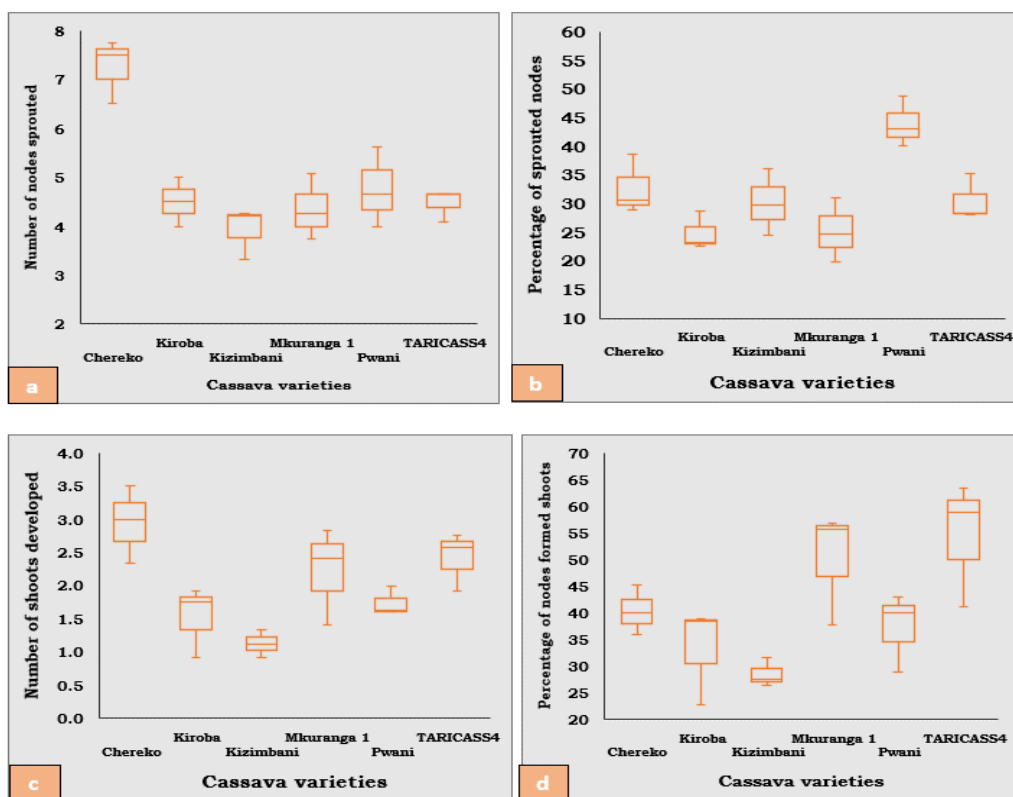 Number of nodes sprouted
8
7
6
5
4
3
2
Kiroba Mkuranga 1 TARICASS4
Chereko Kizimbani Pwani
Cassava varieties
a
Percentage of sprouted nodes
60
55
50
45
40
35
30
25
20
15
10
Kiroba Mkuranga 1 TARICASS4
Chereko Kizimbani Pwani
Cassava varieties
b
Number of shoots developed
4.0
3.5
3.0
2.5
2.0
1.5
1.0
0.5
0.0
Kiroba Mkuranga 1 TARICASS4
Chereko Kizimbani Pwani
Cassava varieties
c
Percentage of nodes formed shoots
70
65
60
55
50
45
40
35
30
25
20
Kiroba Mkuranga 1 TARICASS4
Chereko Kizimbani Pwani
Cassava varieties
d